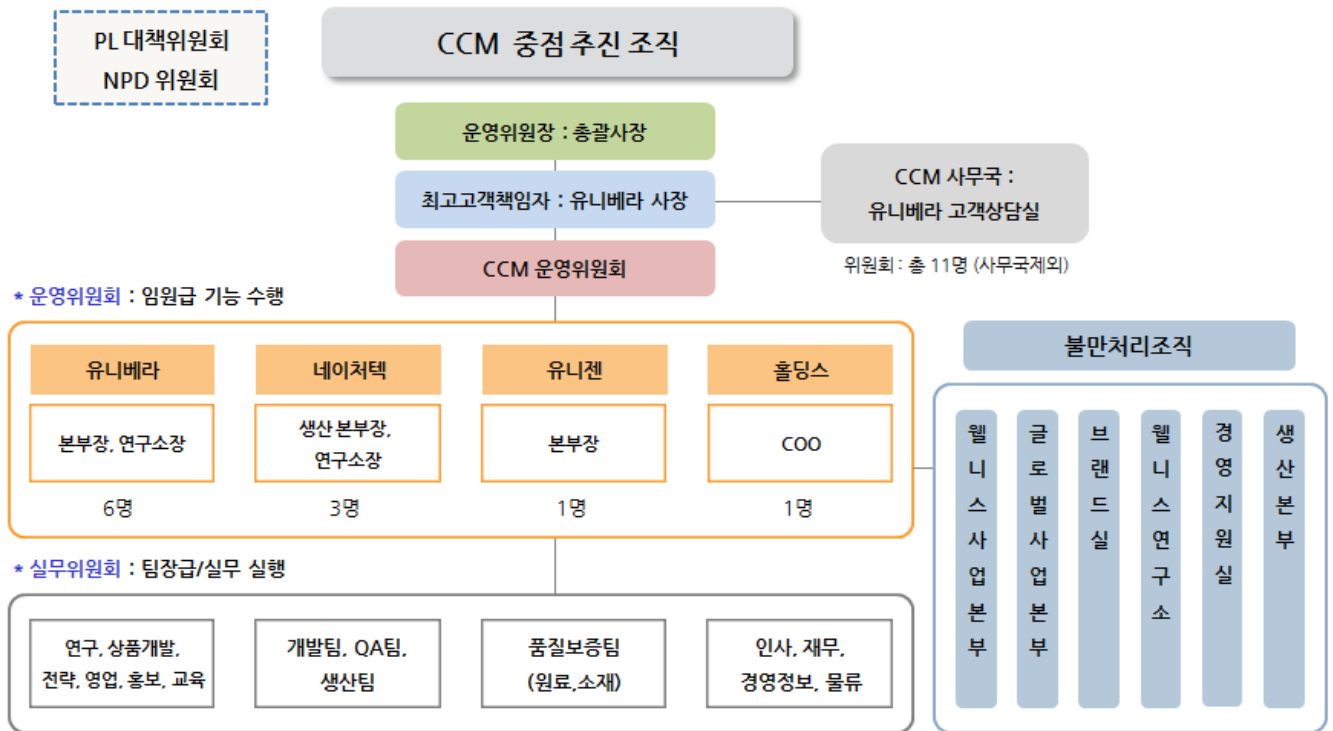 PL 대책위원회
NPD 위원회
CCM 중점 추진 조직
운영위원장 : 총괄사장
최고고객책임자 : 유니베라 사장
CCM 사무국 :
유니베라 고객상담실
CCM 운영위원회
위원회 : 총 11명 (사무국제외)
* 운영위원회 : 임원급 기능 수행
유니베라
네이처텍
유니젠
홀딩스
본부장, 연구소장
생산 본부장,
연구소장
본부장
COO
6명
3명
1명
1명
* 실무위원회 : 팀장급/실무 실행
연구, 상품개발,
전략, 영업, 홍보, 교육
개발팀, QA팀,
생산팀
품질보증팀
(원료,소재)
인사, 재무,
경영정보, 물류
불만처리조직
웰니스사업본부
글로벌사업본부
브랜드실
웰니스연구소
경영지원실
생산본부